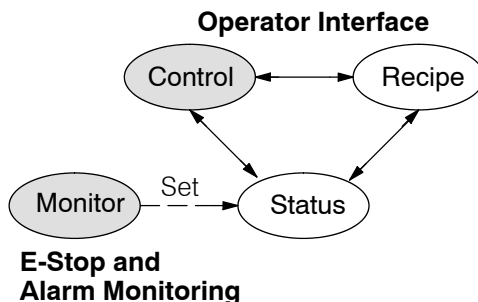 Operator Interface
Control
Recipe
Set
Monitor
Status
E-Stop and
Alarm Monitoring